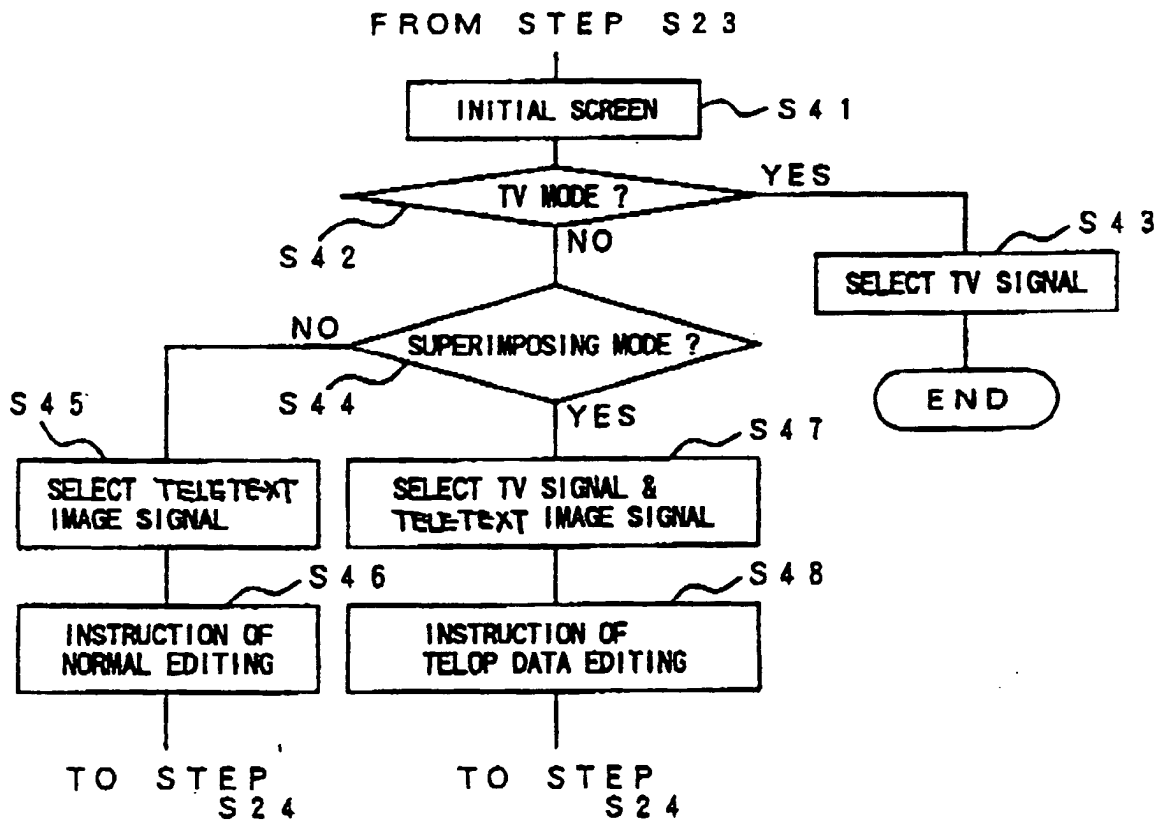 FROM STEP S23
INITIAL SCREEN
S41
TV MODE ?
YES
S42
NO
S43
SELECT TV SIGNAL
NO
SUPERIMPOSING MODE ?
S44
YES
END
S45
SELECT TELETEXT
IMAGE SIGNAL
S47
SELECT TV SIGNAL &
TELETEXT IMAGE SIGNAL
S46
INSTRUCTION OF
NORMAL EDITING
S48
INSTRUCTION OF
TELOP DATA EDITING
TO STEP
S24
TO STEP
S24